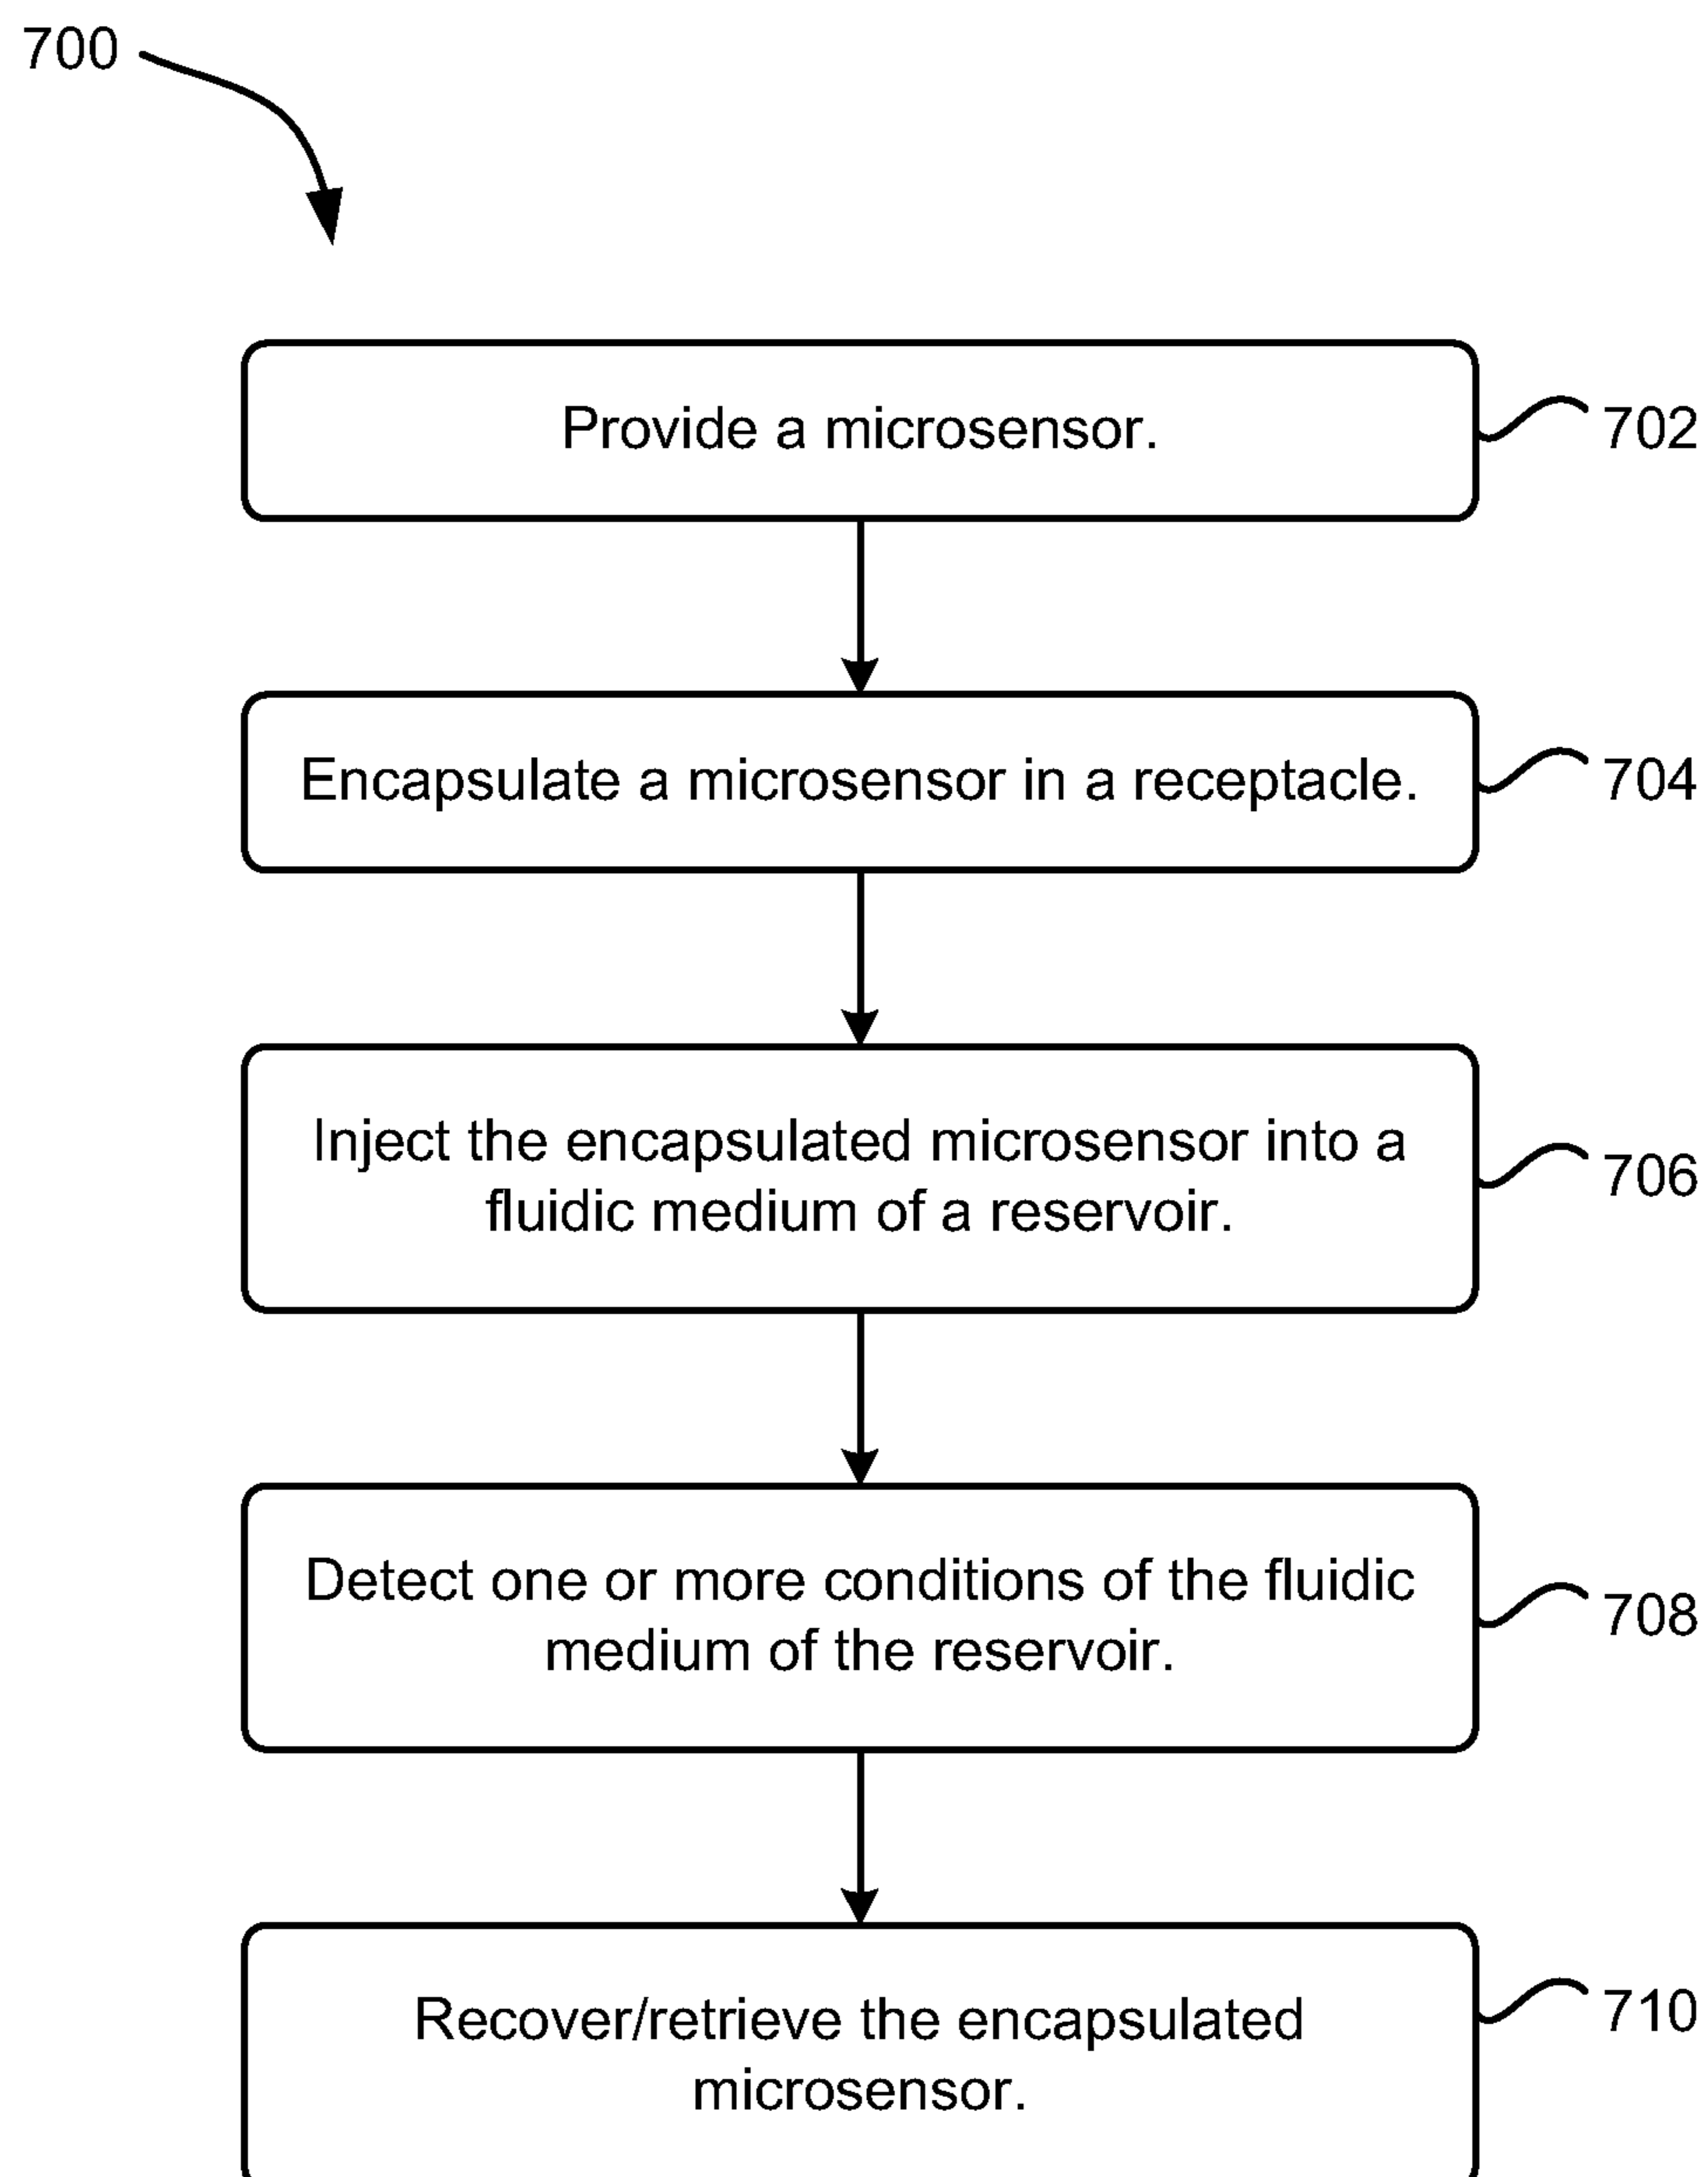 700
Provide a microsensor.
702
Encapsulate a microsensor in a receptacle.
704
Inject the encapsulated microsensor into a
fluidic medium of a reservoir.
706
Detect one or more conditions of the fluidic
medium of the reservoir.
708
Recover/retrieve the encapsulated
microsensor.
710